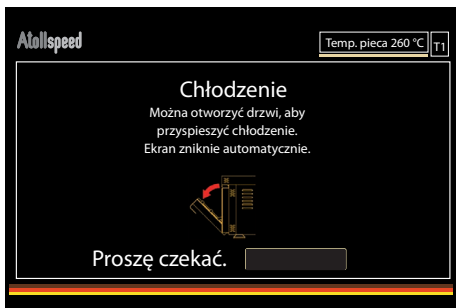 Atollspeed
Temp. pieca 260 °C
T1
Chłodzenie
Można otworzyć drzwi, aby
przyspieszyć chłodzenie.
Ekran zniknie automatycznie.
Proszę czekać.